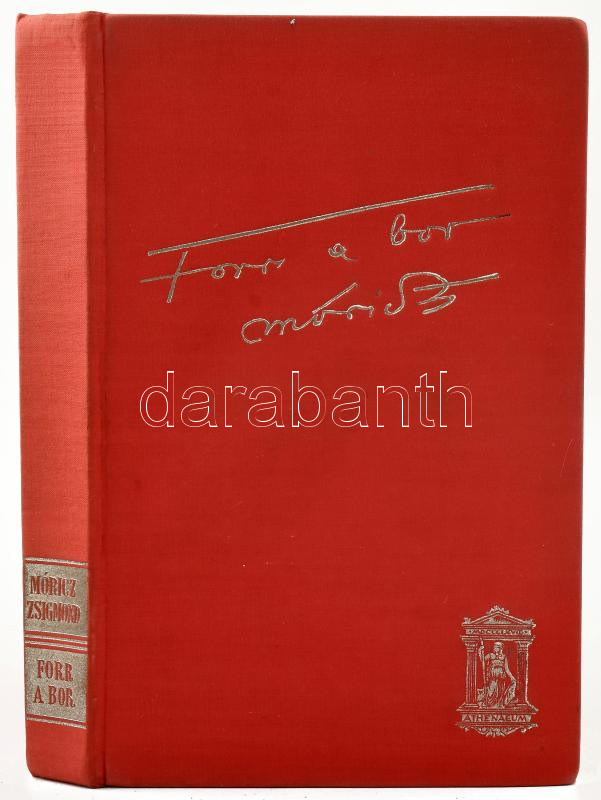 Forr a bor
Móricz
darabanth
MÓRICZ
ZSIGMOND
FORR
A BOR
ATHENAEUM